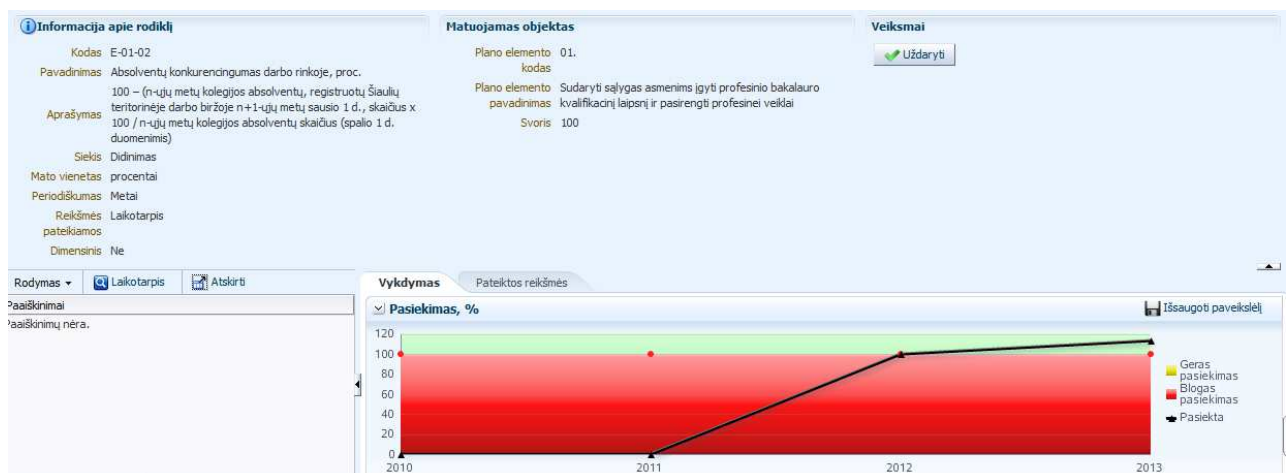 Informacija apie rodiklį
Kodas E-01-02
Pavadinimas Absolventų konkurencingumas darbo rinkoje, proc.
Aprašymas 100 – (n-ųjų metų kolegijos absolventų, registruotų Šiaulių
teritorinėje darbo biržoje n+1-ųjų metų sausio 1 d., skaičius x
100 / n-ųjų metų kolegijos absolventų skaičius (spalio 1 d.
duomenimis)
Siekis Didinimas
Mato vienetas procentai
Periodiškumas Metai
Reikšmės Laikotarpis
pateikiamos
Dimensinis Ne
Matuojamas objektas
Plano elemento 01.
kodas
Plano elemento Sudaryti sąlygas asmenims įgyti profesinio bakalauro
pavadinimas kvalifikacinį laipsnį ir pasirengti profesinei veiklai
Svoris 100
Veiksmai
Uždaryti
Rodymas Laikotarpis Atskirti
Paaiškinimai
Paaiškinimų nėra.
Vykdymas Pateiktos reikšmės
Pasiekimas, % Išsaugoti paveikslėlį
120
100
80
60
40
20
0
2010 2011 2012 2013
Geras
pasiekimas
Blogas
pasiekimas
Pasiekta